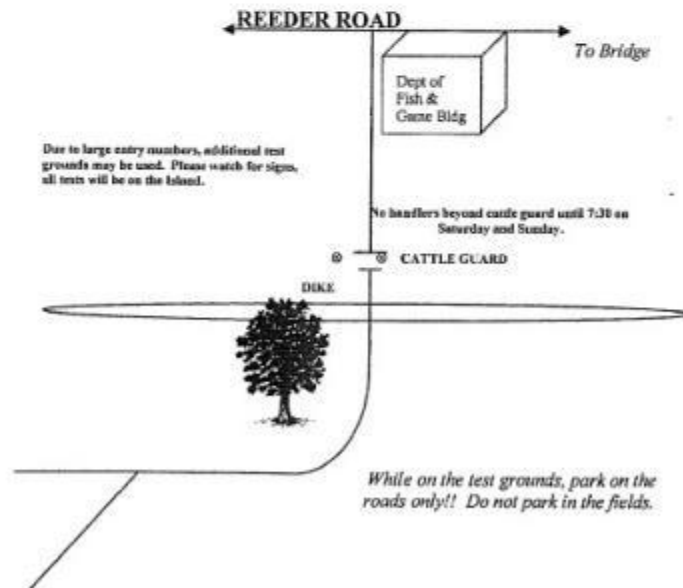 REEDER ROAD
To Bridge
Dept of
Fish &
Game Bldg
Due to large entry numbers, additional test
grounds may be used. Please watch for signs,
all tests will be on the Island.
No handlers beyond cattle guard until 7:30 on
Saturday and Sunday.
CATTLE GUARD
DIKE
While on the test grounds, park on the
roads only!! Do not park in the fields.